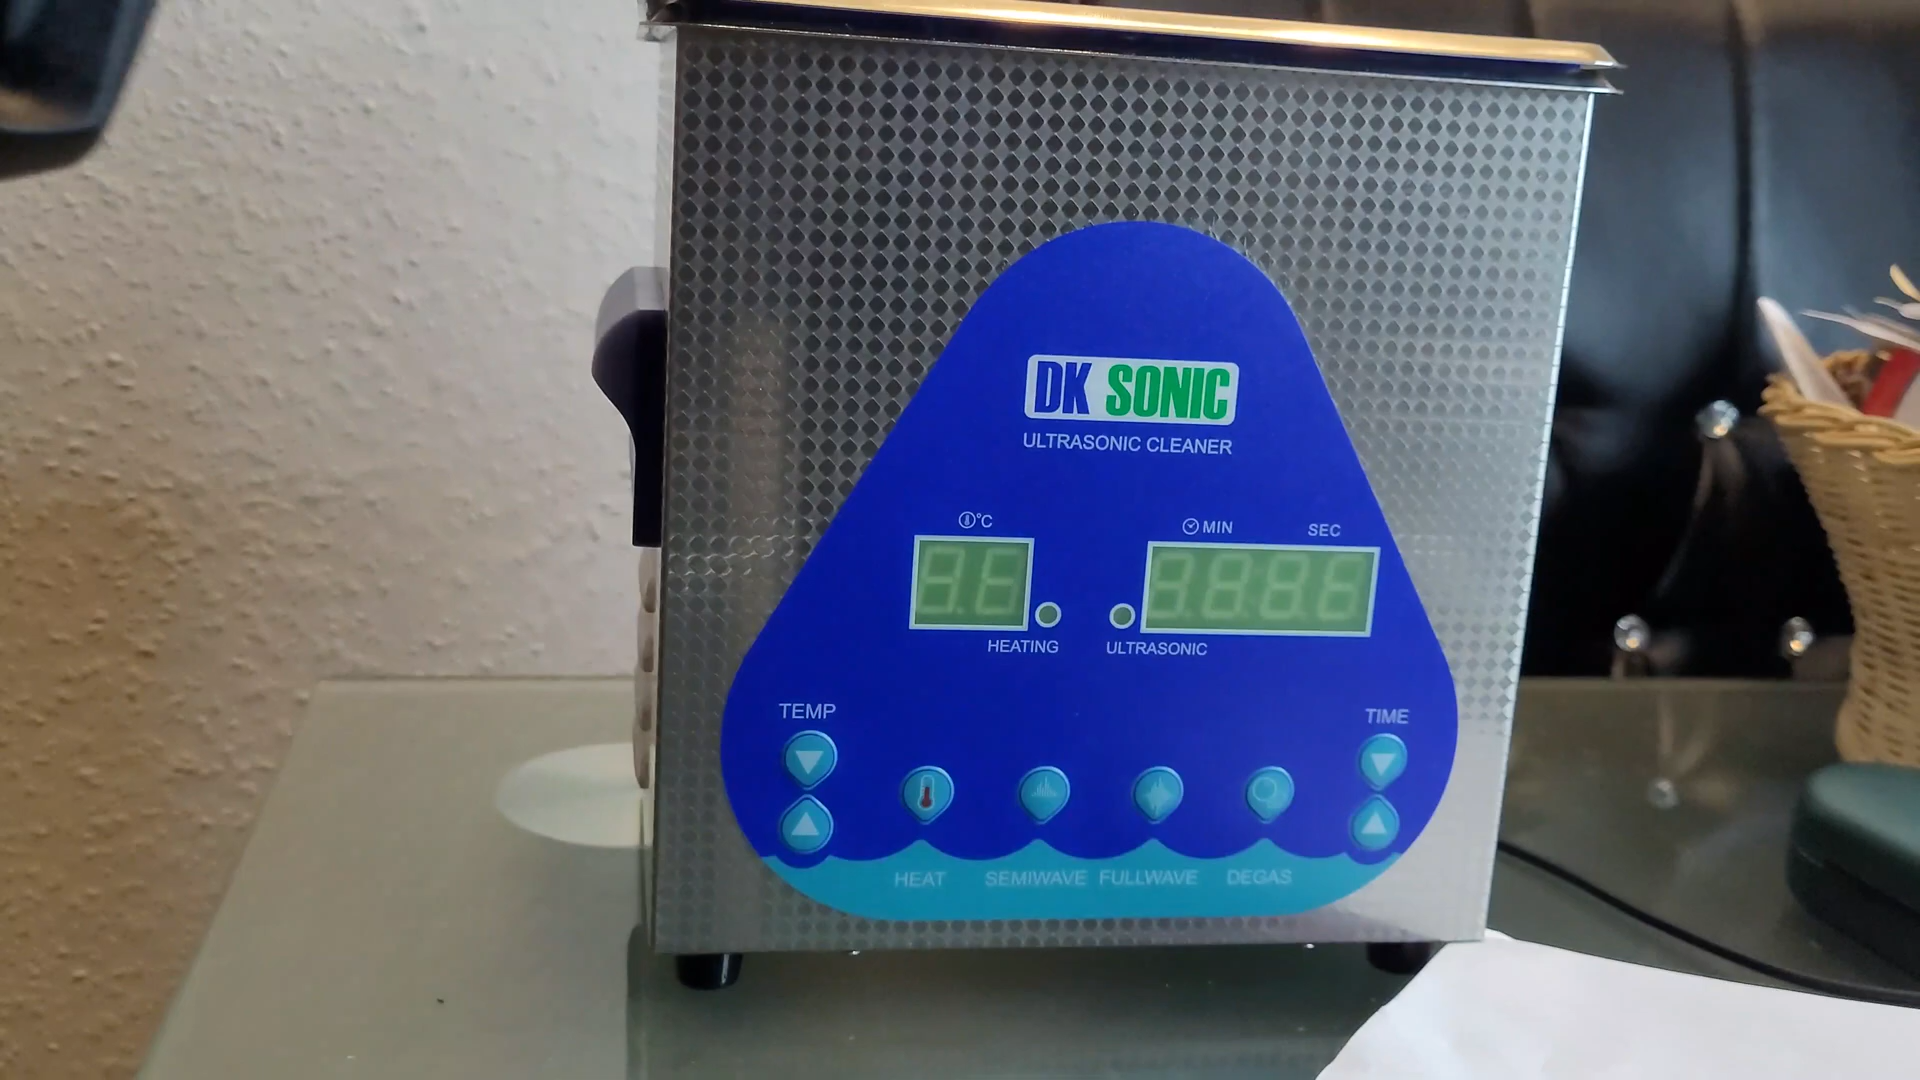 DK SONIC
ULTRASONIC CLEANER
°C
MIN SEC
HEATING ULTRASONIC
TEMP TIME
HEAT SEMIWAVE FULLWAVE DEGAS